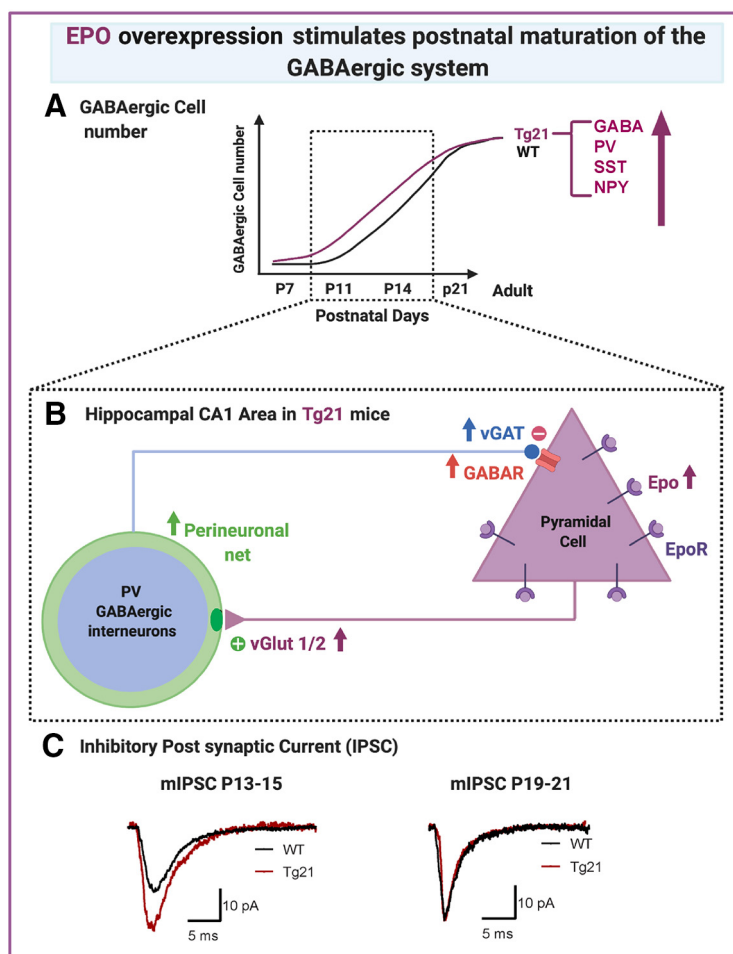 EPO overexpression stimulates postnatal maturation of the
GABAergic system
A
GABAergic Cell
number
GABAergic Cell number
Tg21
WT
GABA
PV
SST
NPY
P7
P11
P14
p21
Adult
Postnatal Days
B
Hippocampal CA1 Area in Tg21 mice
vGAT
GABAR
Perineuronal
net
Epo
EpoR
Pyramidal
Cell
PV
GABAergic
interneurons
vGlut 1/2
C
Inhibitory Post synaptic Current (IPSC)
mIPSC P13-15
mIPSC P19-21
WT
Tg21
10 pA
5 ms
WT
Tg21
10 pA
5 ms